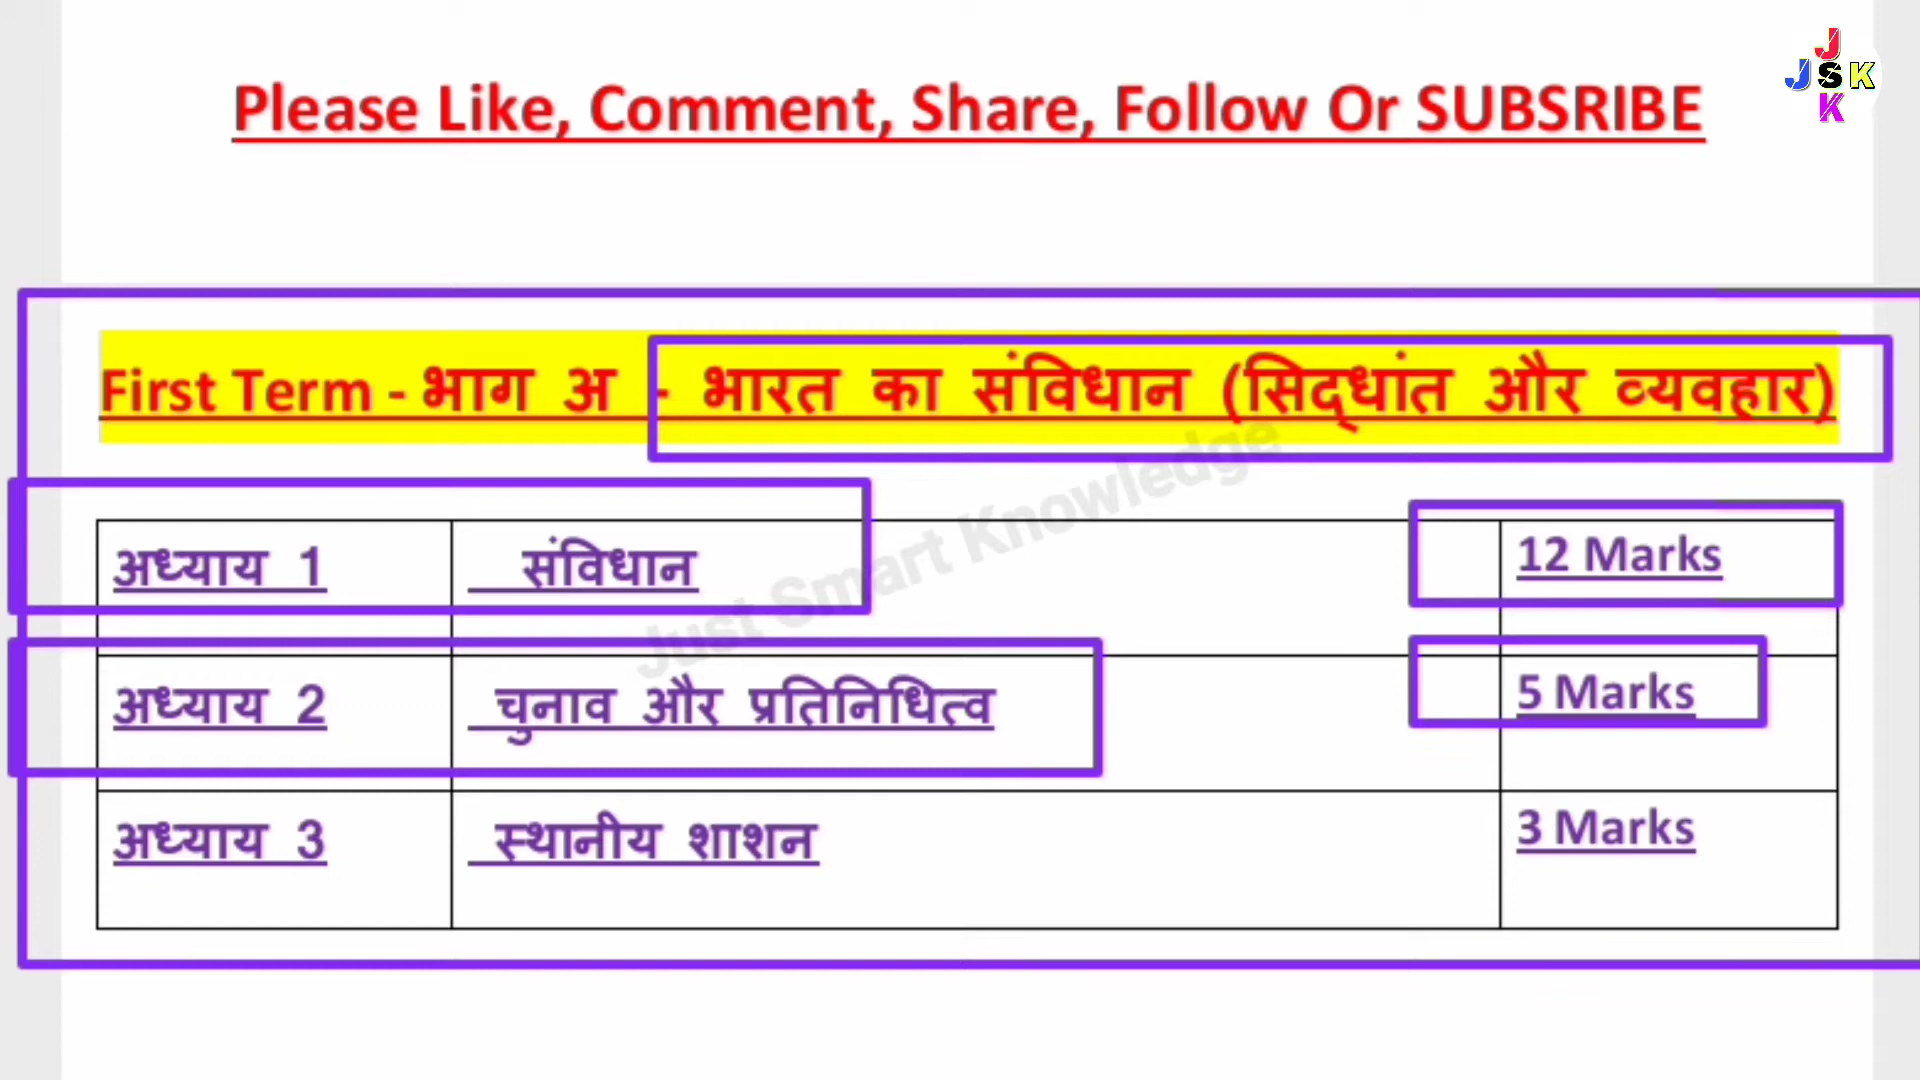 J
JSK
K
Please Like, Comment, Share, Follow Or SUBSRIBE
First Term - भाग अ - भारत का संविधान (सिद्धांत और व्यवहार)
अध्याय 1 संविधान 12 Marks
अध्याय 2 चुनाव और प्रतिनिधित्व 5 Marks
अध्याय 3 स्थानीय शाशन 3 Marks
Just Smart Knowledge